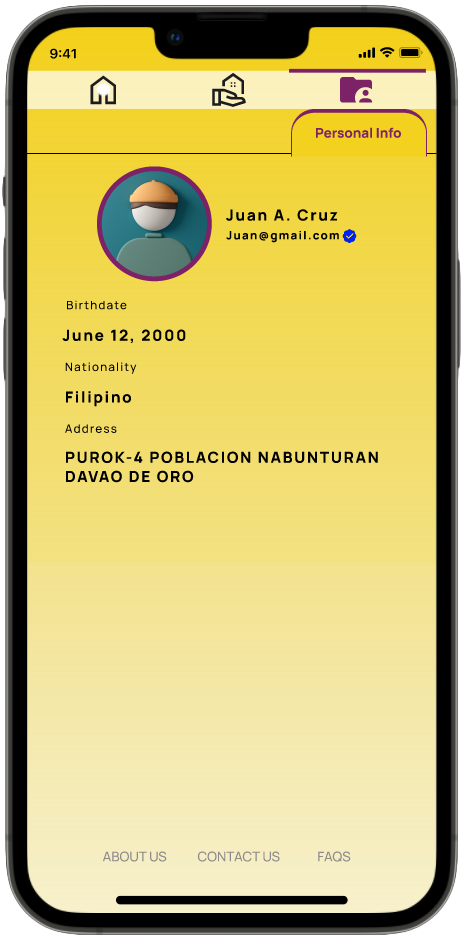 9:41
Personal Info
Juan A. Cruz
Juan@gmail.com
Birthdate
June 12, 2000
Nationality
Filipino
Address
PUROK-4 POBLACION NABUNTURAN
DAVAO DE ORO
ABOUT US CONTACT US FAQS